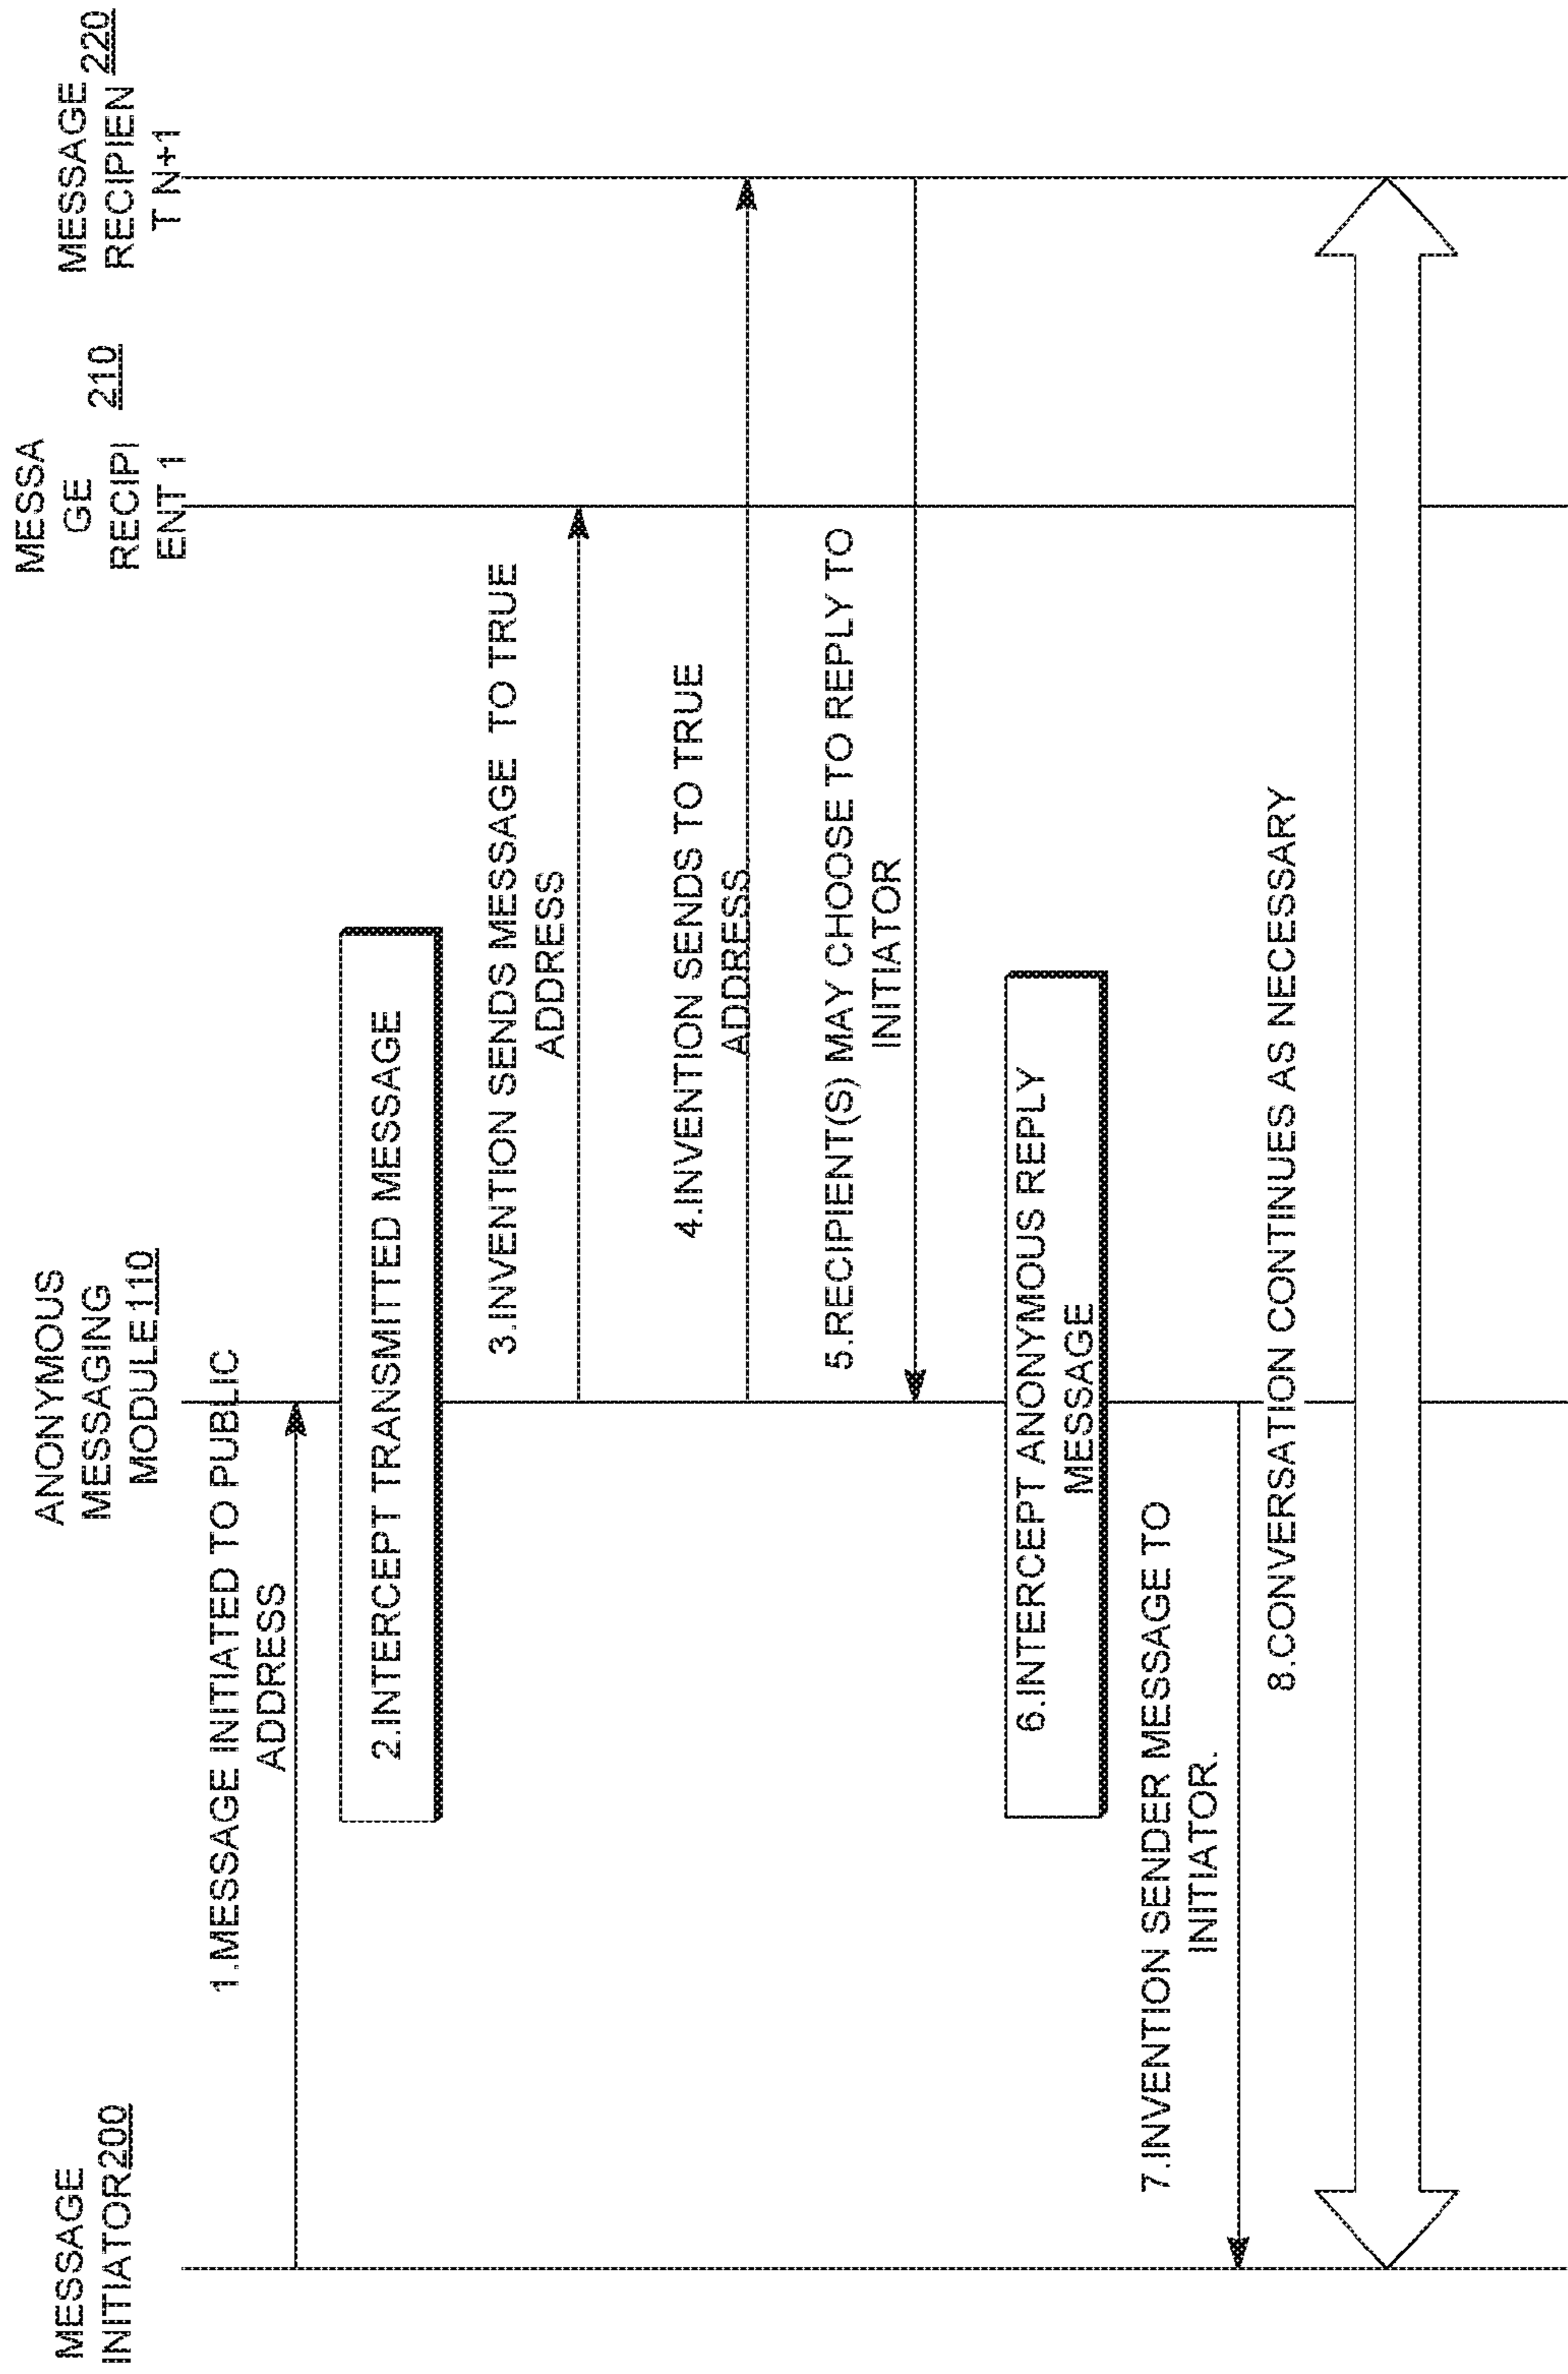 MESSAGE
INITIATOR200
ANONYMOUS
MESSAGING
MODULE110
MESSA
GE
RECIPI
ENT 1
210
MESSAGE
RECIPIEN
T N+1
220
1.MESSAGE INITIATED TO PUBLIC
ADDRESS
2.INTERCEPT TRANSMITTED MESSAGE
3.INVENTION SENDS MESSAGE TO TRUE
ADDRESS
4.INVENTION SENDS TO TRUE
ADDRESS
5.RECIPIENT(S) MAY CHOOSE TO REPLY TO
INITIATOR
6.INTERCEPT ANONYMOUS REPLY
MESSAGE
7.INVENTION SENDER MESSAGE TO
INITIATOR.
8.CONVERSATION CONTINUES AS NECESSARY